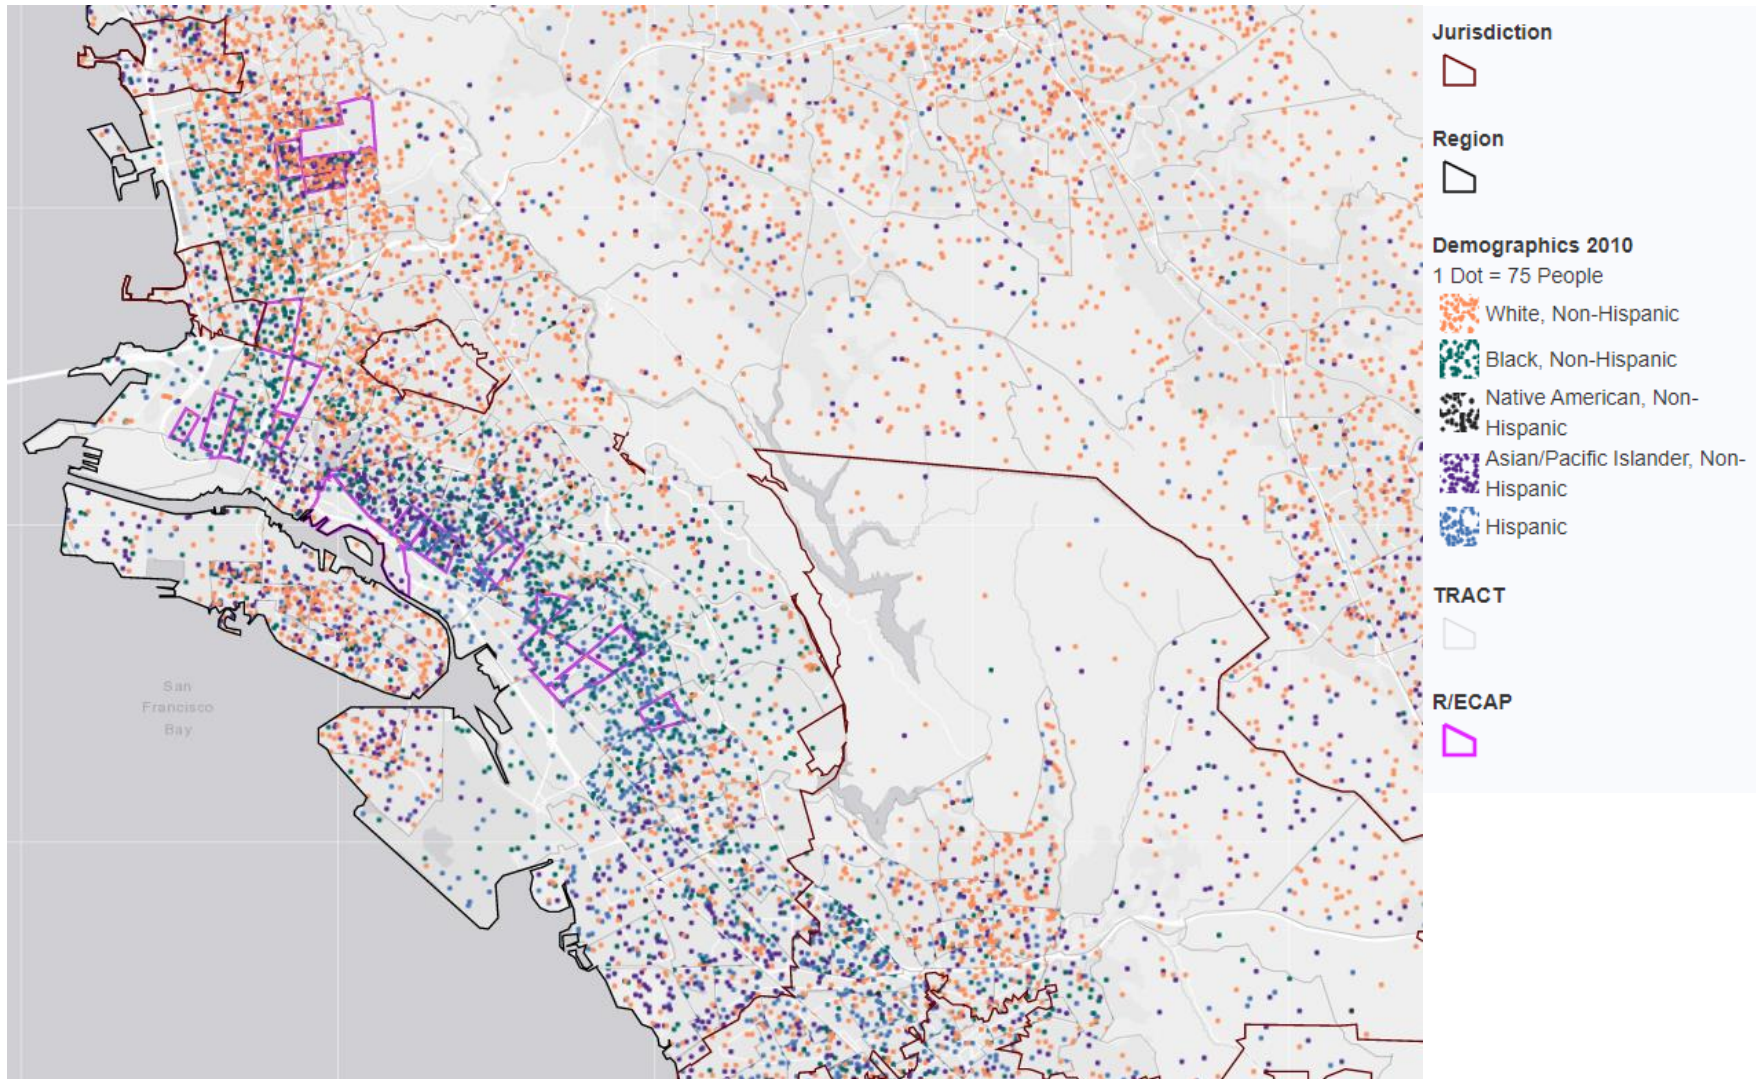 San
Francisco
Bay
Jurisdiction
Region
Demographics 2010
1 Dot = 75 People
White, Non-Hispanic
Black, Non-Hispanic
Native American, Non-
Hispanic
Asian/Pacific Islander, Non-
Hispanic
Hispanic
TRACT
R/ECAP